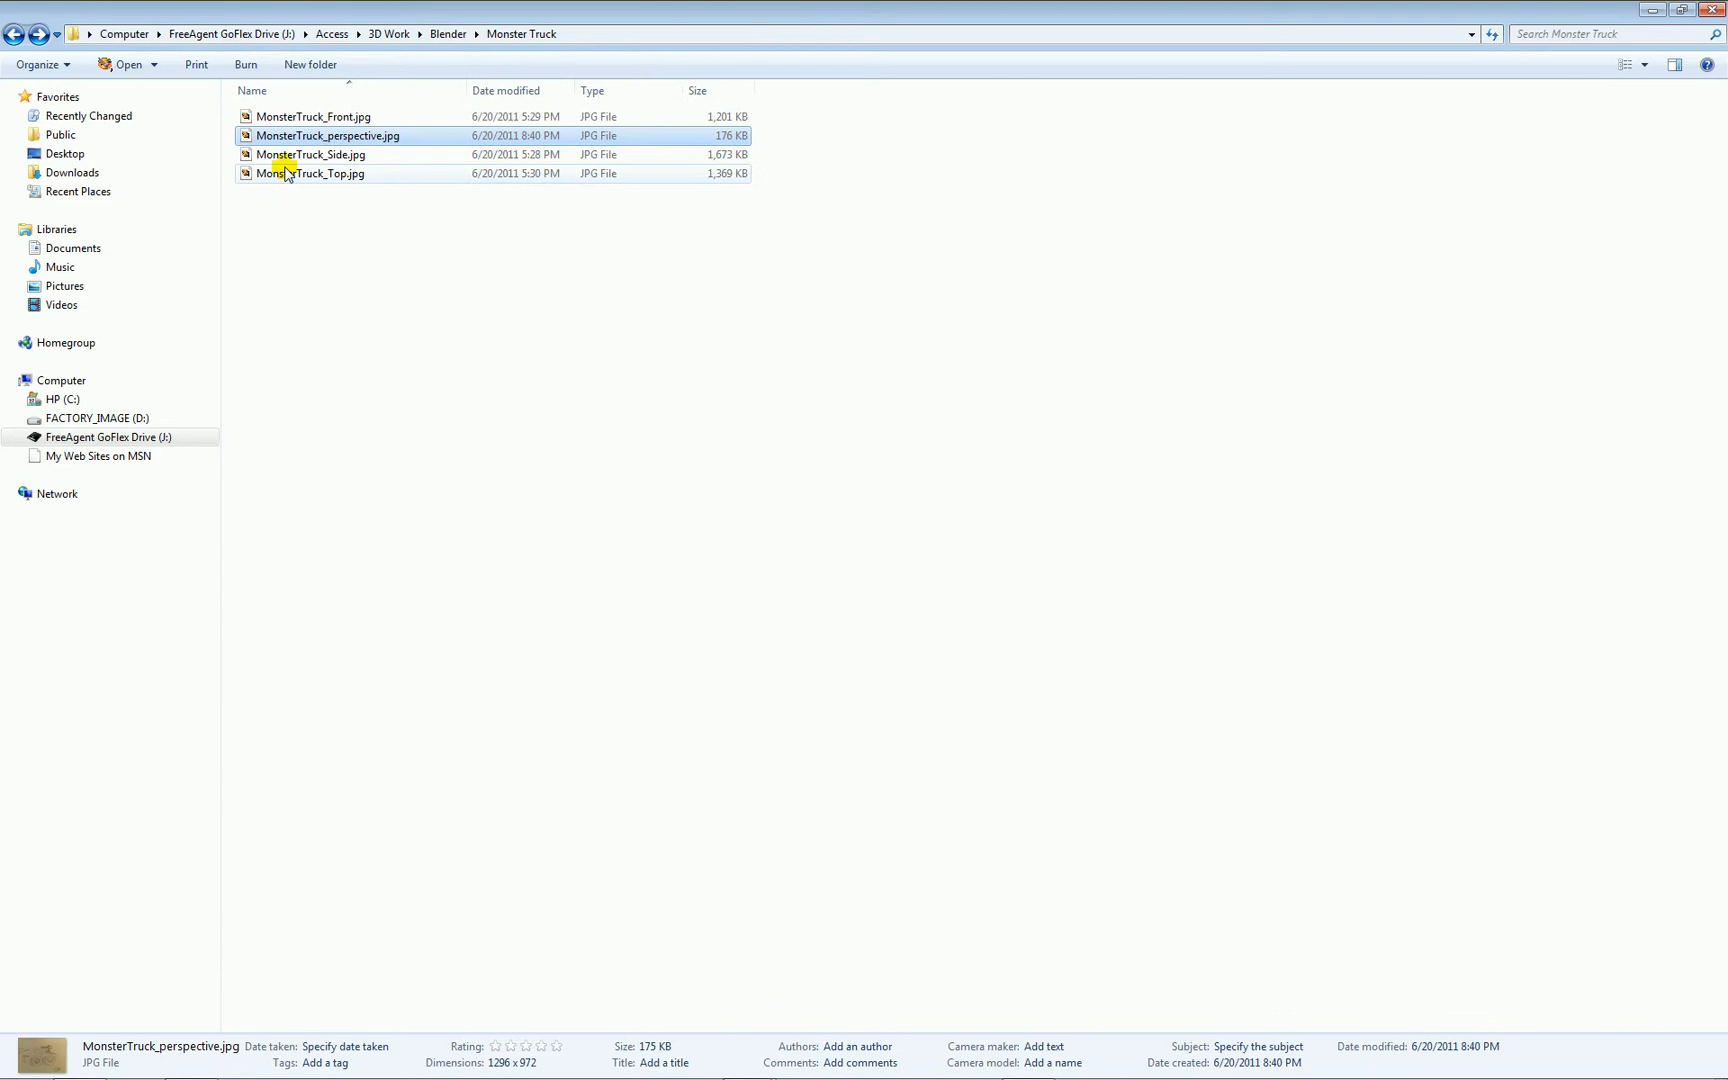 Computer FreeAgent GoFlex Drive (J:) Access 3D Work Blender Monster Truck Search Monster Truck
Organize Open Print Burn New folder
Name Date modified Type Size
MonsterTruck_Front.jpg 6/20/2011 5:29 PM JPG File 1,201 KB
MonsterTruck_perspective.jpg 6/20/2011 8:40 PM JPG File 176 KB
MonsterTruck_Side.jpg 6/20/2011 5:28 PM JPG File 1,673 KB
MonsterTruck_Top.jpg 6/20/2011 5:30 PM JPG File 1,369 KB
Favorites
Recently Changed
Public
Desktop
Downloads
Recent Places
Libraries
Documents
Music
Pictures
Videos
Homegroup
Computer
HP (C:)
FACTORY_IMAGE (D:)
FreeAgent GoFlex Drive (J:)
My Web Sites on MSN
Network
MonsterTruck_perspective.jpg Date taken: Specify date taken Rating: Size: 175 KB Authors: Add an author Camera maker: Add text Subject: Specify the subject Date modified: 6/20/2011 8:40 PM
JPG File Tags: Add a tag Dimensions: 1296 x 972 Title: Add a title Comments: Add comments Camera model: Add a name Date created: 6/20/2011 8:40 PM